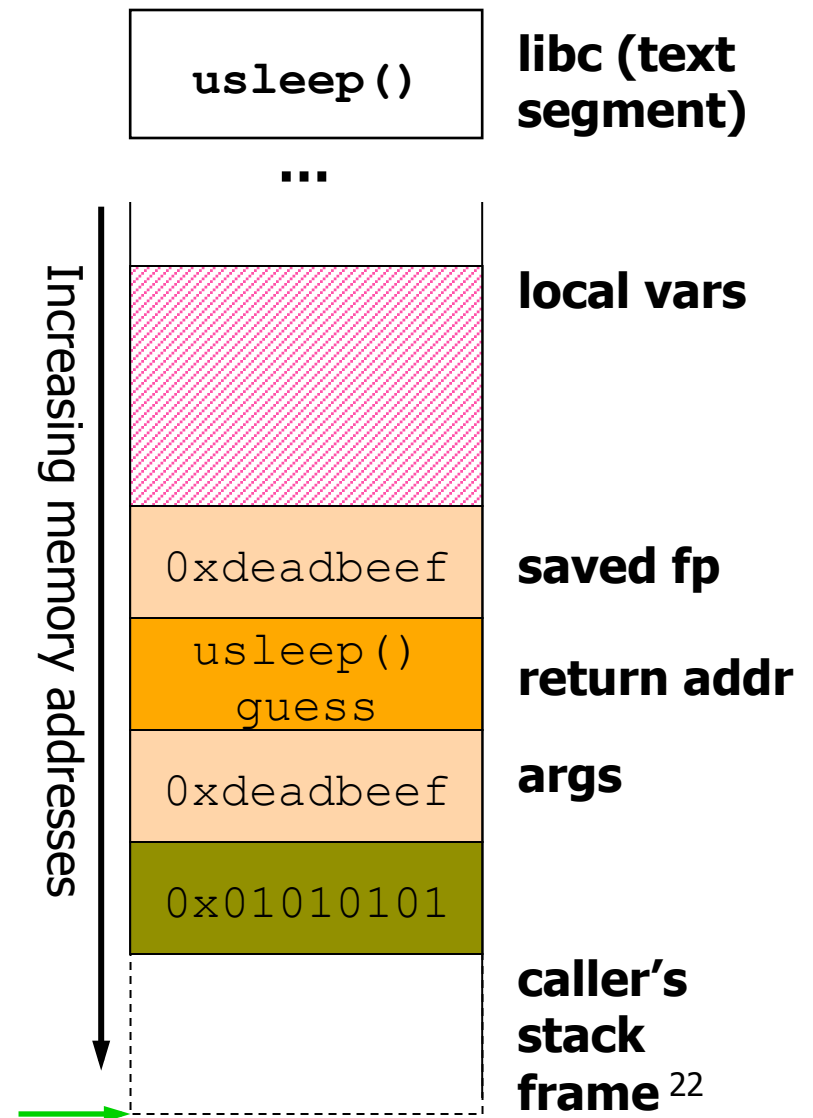 usleep()
libc (text
segment)
...
Increasing memory addresses
local vars
0xdeadbeef
saved fp
usleep()
guess
return addr
0xdeadbeef
args
0x01010101
caller’s
stack
frame 22